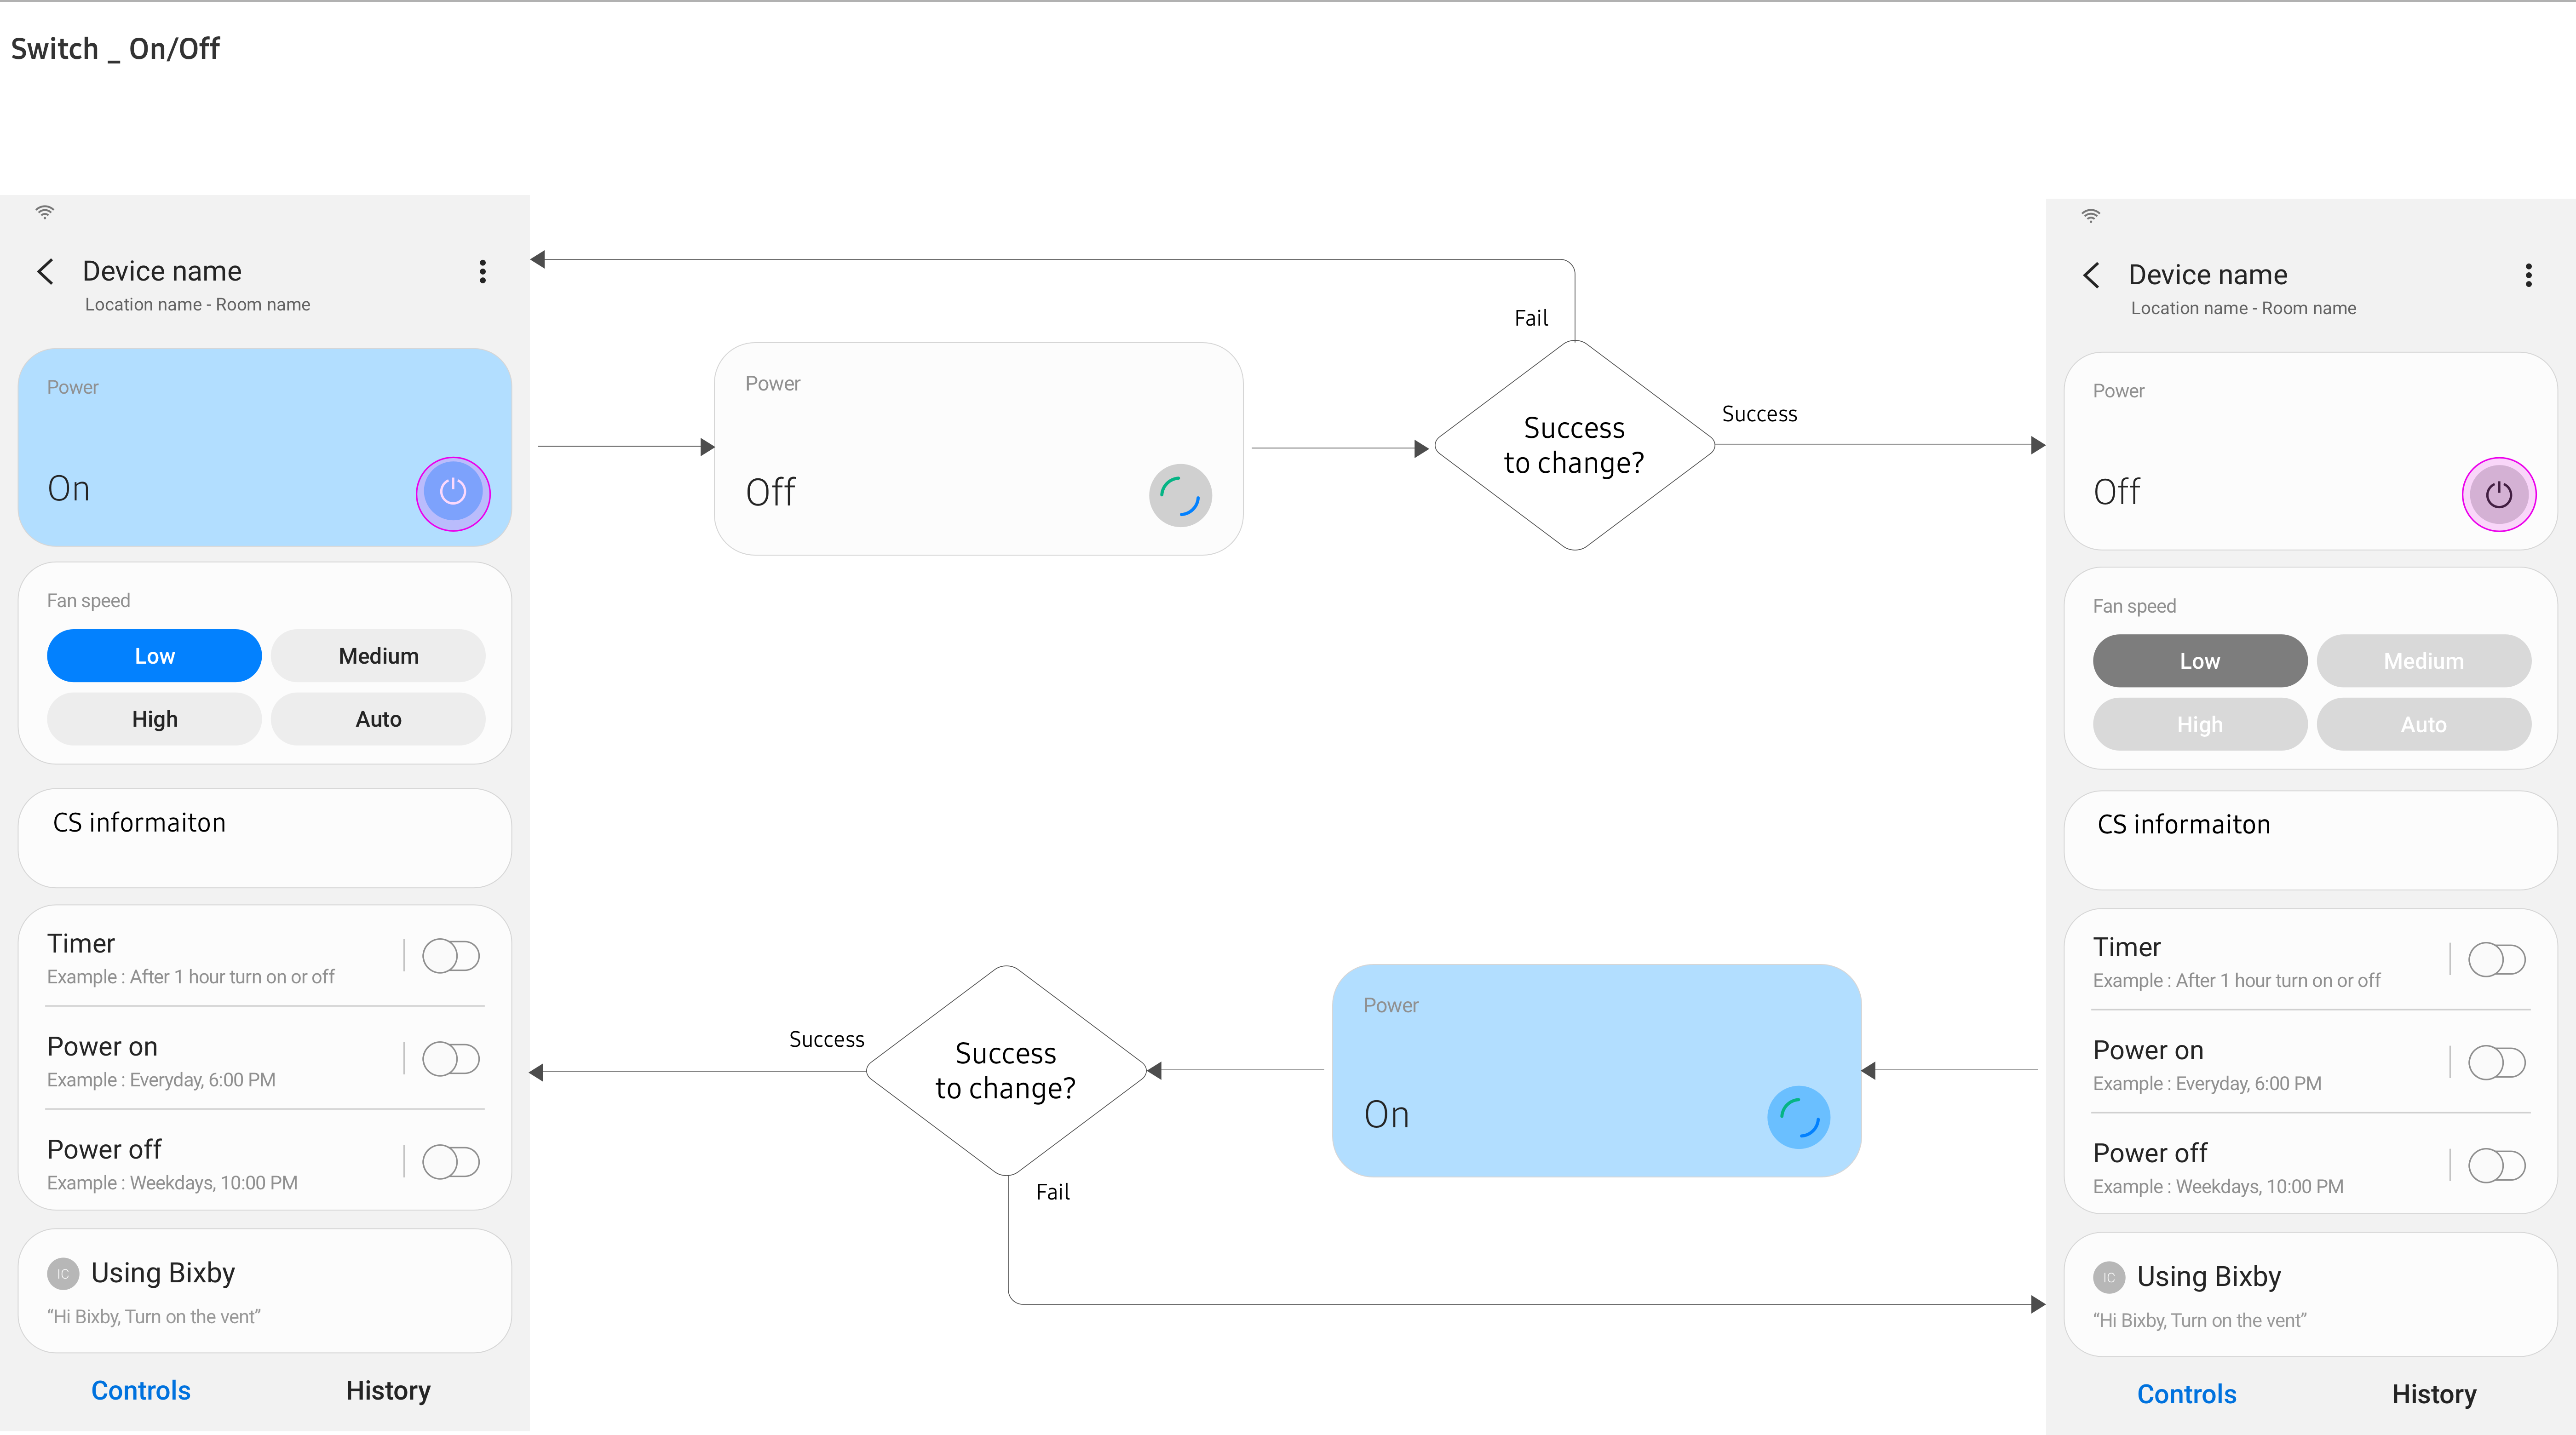 Switch _ On/Off
Device name
Location name - Room name
Power
On
Fan speed
Low
Medium
High
Auto
CS informaiton
Timer
Example : After 1 hour turn on or off
Power on
Example : Everyday, 6:00 PM
Power off
Example : Weekdays, 10:00 PM
IC
Using Bixby
“Hi Bixby, Turn on the vent”
Controls
History
Power
Off
Fail
Success
to change?
Success
Success
Success
to change?
Fail
Power
On
Device name
Location name - Room name
Power
Off
Fan speed
Low
Medium
High
Auto
CS informaiton
Timer
Example : After 1 hour turn on or off
Power on
Example : Everyday, 6:00 PM
Power off
Example : Weekdays, 10:00 PM
IC
Using Bixby
“Hi Bixby, Turn on the vent”
Controls
History